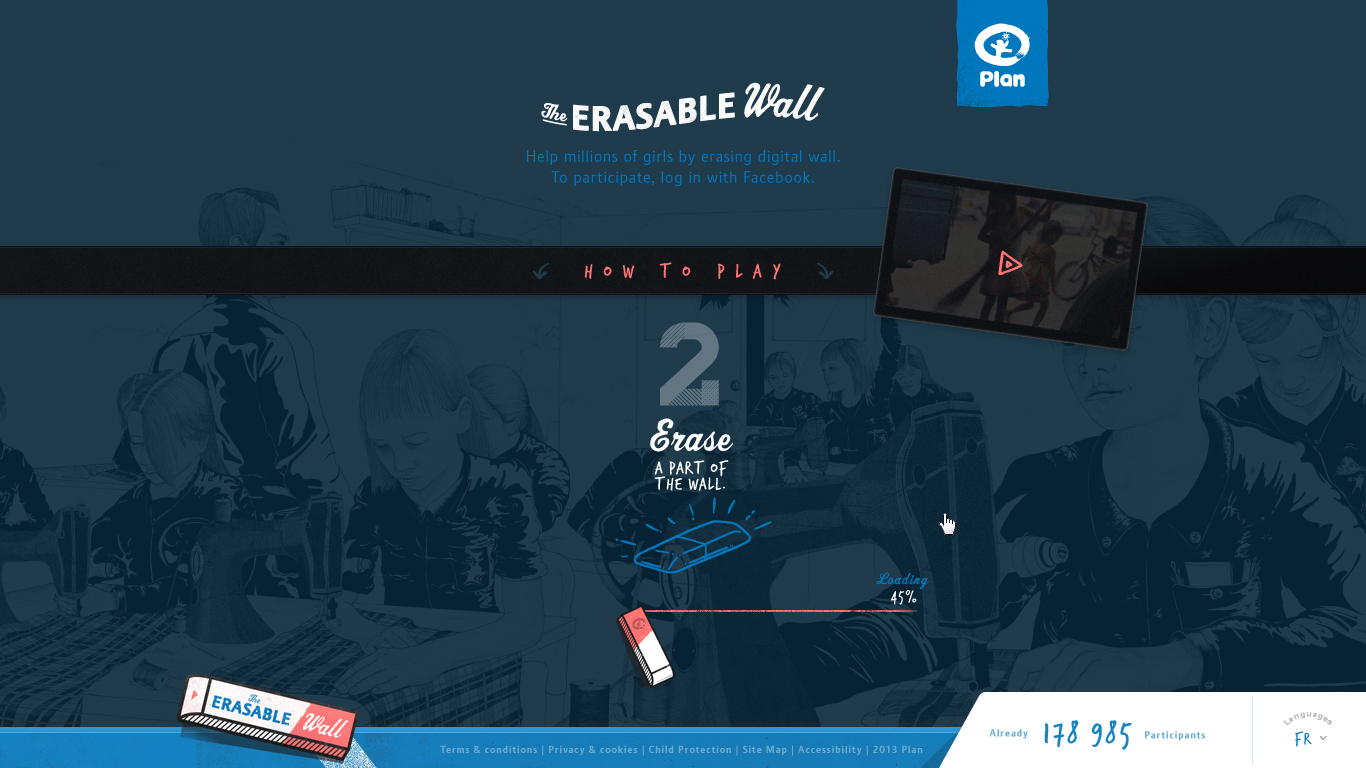 Plan
The ERASABLE Wall
Help millions of girls by erasing digital wall.
To participate, log in with Facebook.
HOW TO PLAY
2
Erase
A PART OF
THE WALL.
Loading
45%
The
ERASABLE Wall
Terms & conditions | Privacy & cookies | Child Protection | Site Map | Accessibility | 2013 Plan
Already 178 985 Participants
Languages
FR